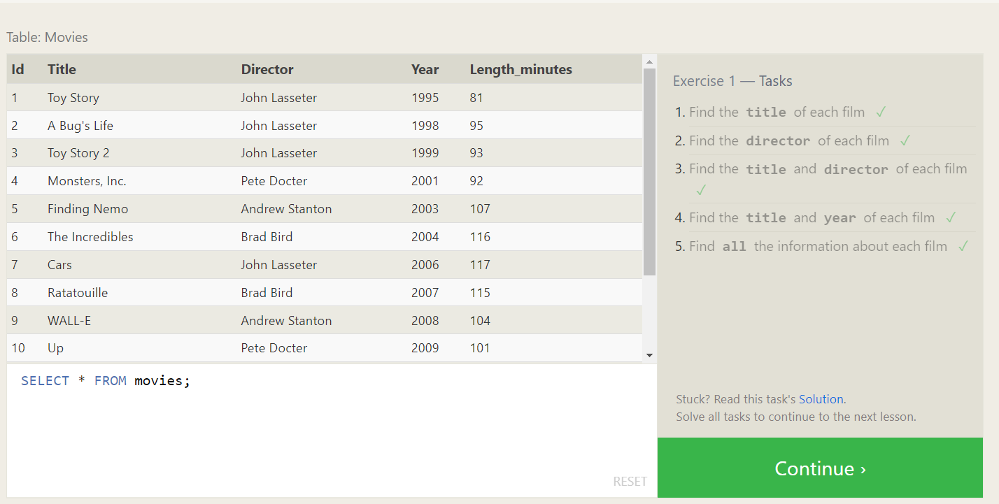 Table: Movies
Id Title Director Year Length_minutes
1 Toy Story John Lasseter 1995 81
2 A Bug's Life John Lasseter 1998 95
3 Toy Story 2 John Lasseter 1999 93
4 Monsters, Inc. Pete Docter 2001 92
5 Finding Nemo Andrew Stanton 2003 107
6 The Incredibles Brad Bird 2004 116
7 Cars John Lasseter 2006 117
8 Ratatouille Brad Bird 2007 115
9 WALL-E Andrew Stanton 2008 104
10 Up Pete Docter 2009 101
SELECT * FROM movies;
RESET
Exercise 1 — Tasks
1. Find the title of each film ✓
2. Find the director of each film ✓
3. Find the title and director of each film
✓
4. Find the title and year of each film ✓
5. Find all the information about each film ✓
Stuck? Read this task's Solution.
Solve all tasks to continue to the next lesson.
Continue ›